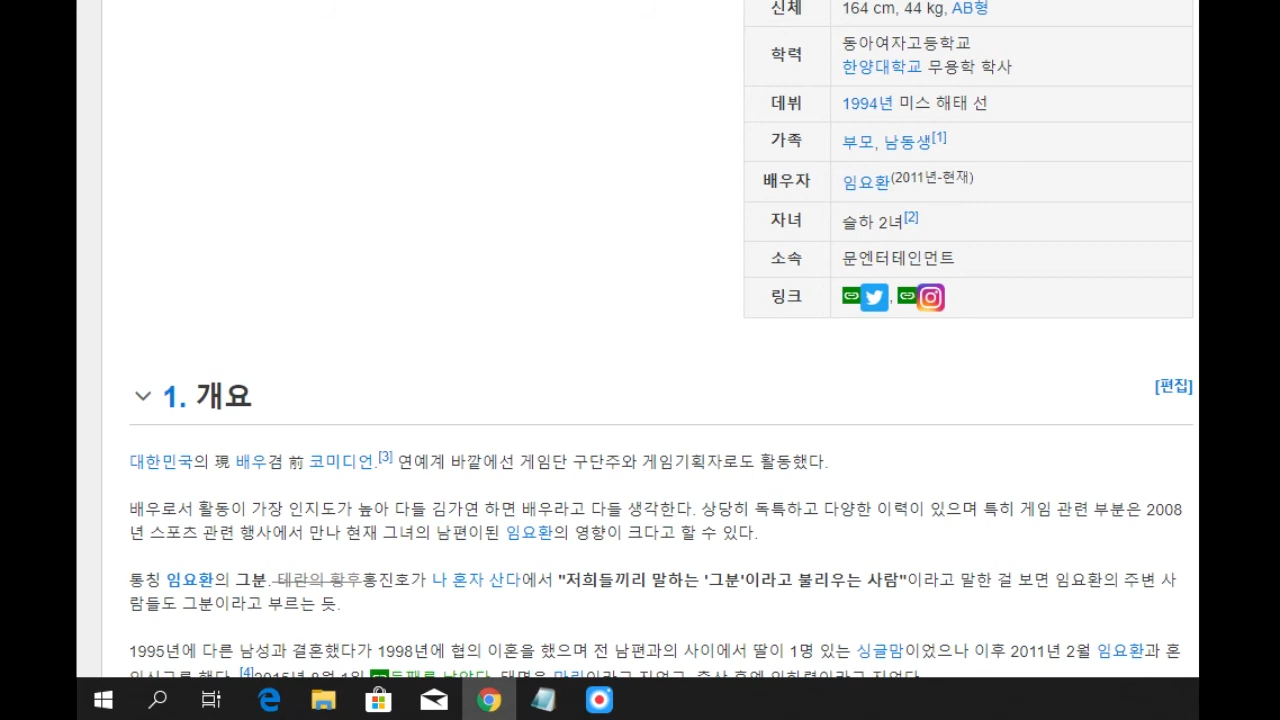 신체 164 cm, 44 kg, AB형
학력 동아여자고등학교
한양대학교 무용학 학사
데뷔 1994년 미스 해태 선
가족 부모, 남동생[1]
배우자 임요환(2011년-현재)
자녀 슬하 2녀[2]
소속 문엔터테인먼트
링크 ,
1. 개요 [편집]
대한민국의 現 배우겸 前 코미디언.[3] 연예계 바깥에선 게임단 구단주와 게임기획자로도 활동했다.
배우로서 활동이 가장 인지도가 높아 다들 김가연 하면 배우라고 다들 생각한다. 상당히 독특하고 다양한 이력이 있으며 특히 게임 관련 부분은 2008
년 스포츠 관련 행사에서 만나 현재 그녀의 남편이된 임요환의 영향이 크다고 할 수 있다.
통칭 임요환의 그분. 테란의 황후홍진호가 나 혼자 산다에서 "저희들끼리 말하는 '그분'이라고 불리우는 사람"이라고 말한 걸 보면 임요환의 주변 사
람들도 그분이라고 부르는 듯.
1995년에 다른 남성과 결혼했다가 1998년에 협의 이혼을 했으며 전 남편과의 사이에서 딸이 1명 있는 싱글맘이었으나 이후 2011년 2월 임요환과 혼
[4]